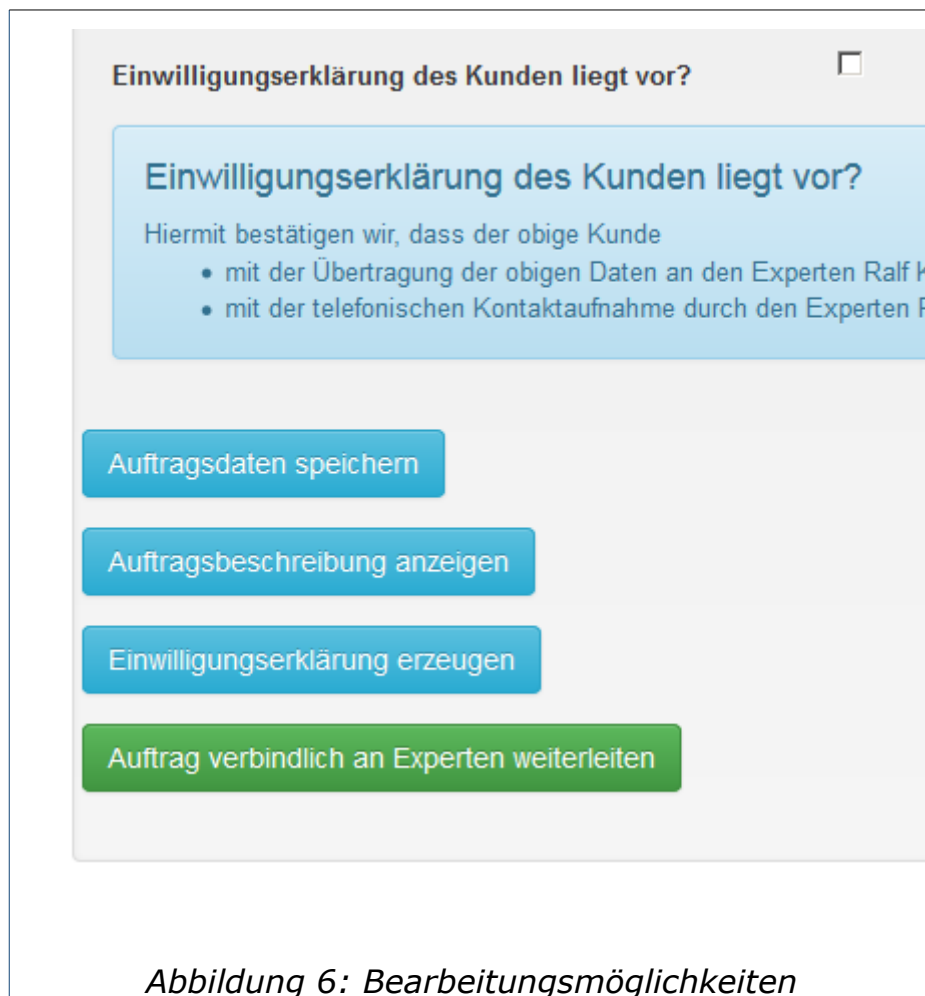 Einwilligungserklärung des Kunden liegt vor?
Einwilligungserklärung des Kunden liegt vor?
Hiermit bestätigen wir, dass der obige Kunde
• mit der Übertragung der obigen Daten an den Experten Ralf
• mit der telefonischen Kontaktaufnahme durch den Experten
Auftragsdaten speichern
Auftragsbeschreibung anzeigen
Einwilligungserklärung erzeugen
Auftrag verbindlich an Experten weiterleiten
Abbildung 6: Bearbeitungsmöglichkeiten